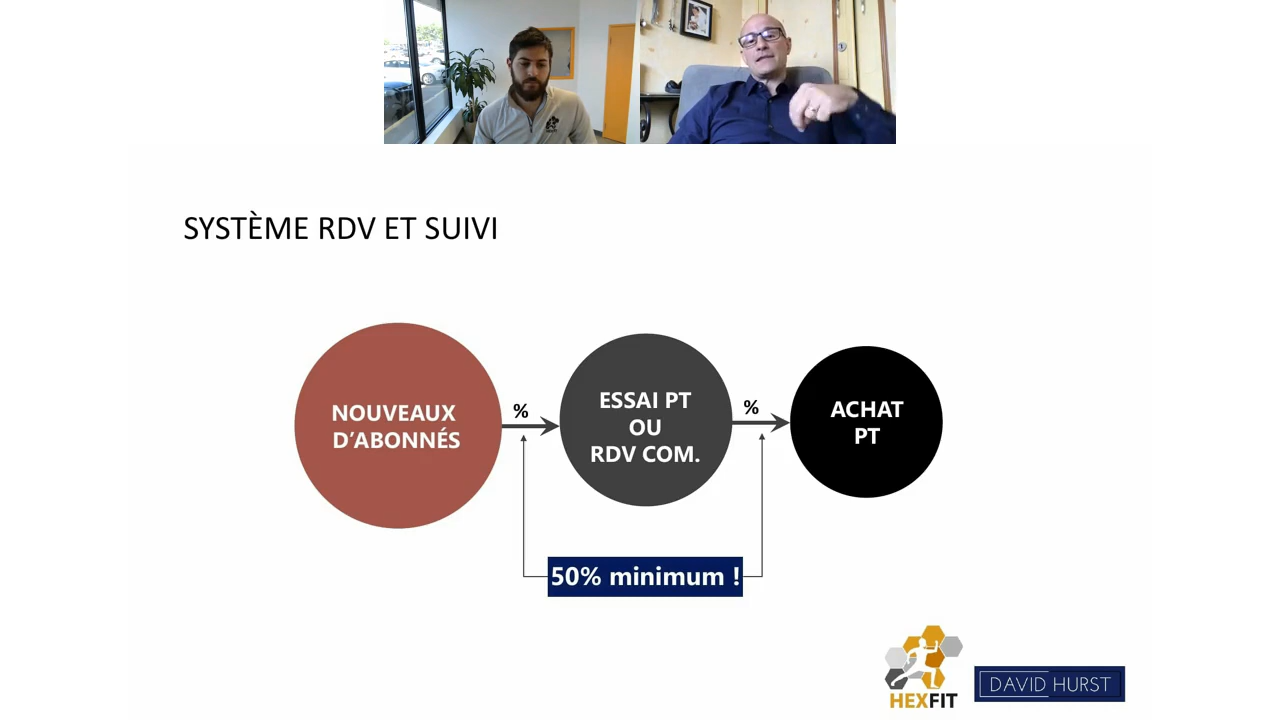 SYSTÈME RDV ET SUIVI
NOUVEAUX
D'ABONNÉS
%
ESSAI PT
OU
RDV COM.
%
ACHAT
PT
50% minimum !
HEXFIT
DAVID HURST